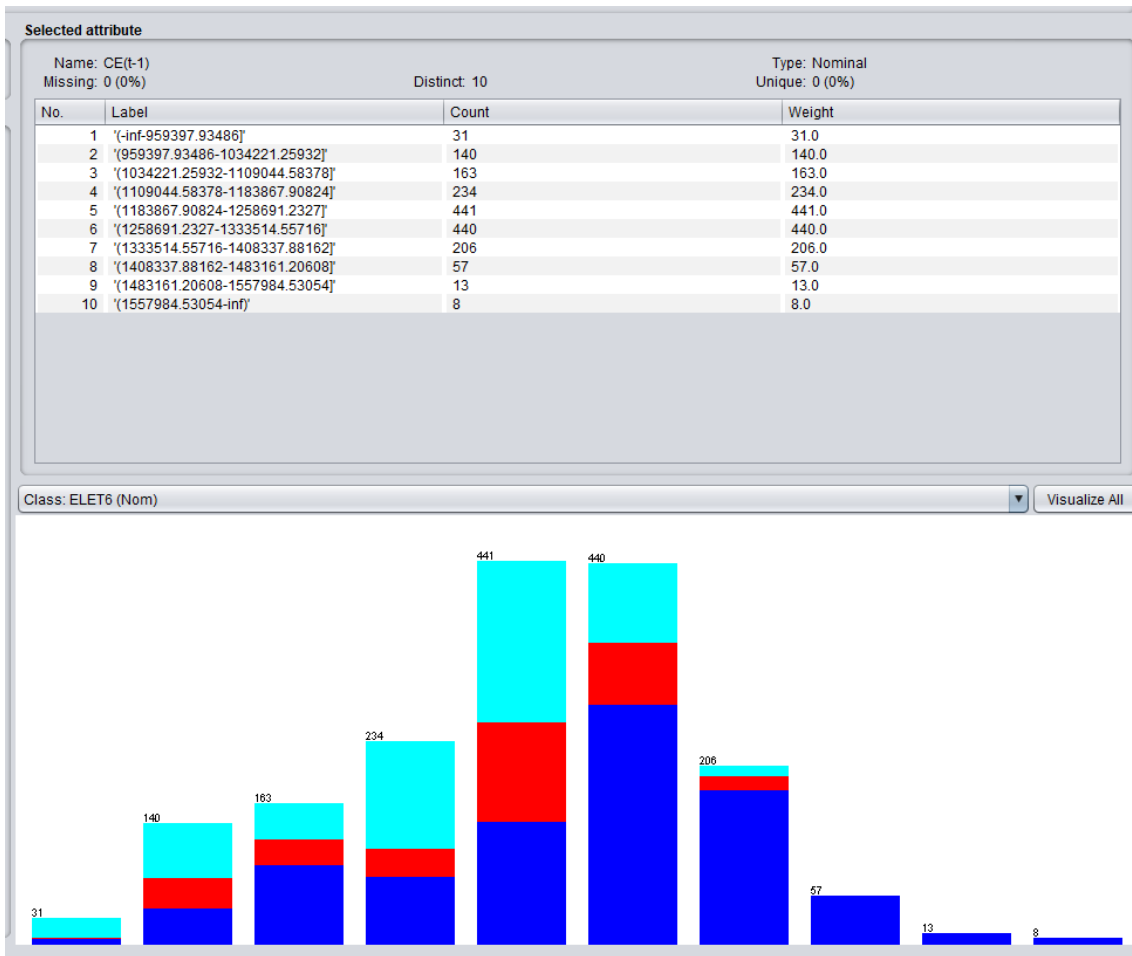 Selected attribute
Name: CE(t-1) Type: Nominal
Missing: 0 (0%) Distinct: 10 Unique: 0 (0%)
No. Label Count Weight
1 '(-inf-959397.93486]' 31 31.0
2 '(959397.93486-1034221.25932]' 140 140.0
3 '(1034221.25932-1109044.58378]' 163 163.0
4 '(1109044.58378-1183867.90824]' 234 234.0
5 '(1183867.90824-1258691.2327]' 441 441.0
6 '(1258691.2327-1333514.55716]' 440 440.0
7 '(1333514.55716-1408337.88162]' 206 206.0
8 '(1408337.88162-1483161.20608]' 57 57.0
9 '(1483161.20608-1557984.53054]' 13 13.0
10 '(1557984.53054-inf)' 8 8.0
Class: ELET6 (Nom) Visualize All
441 440
234
206
163
140
57
31
13 8